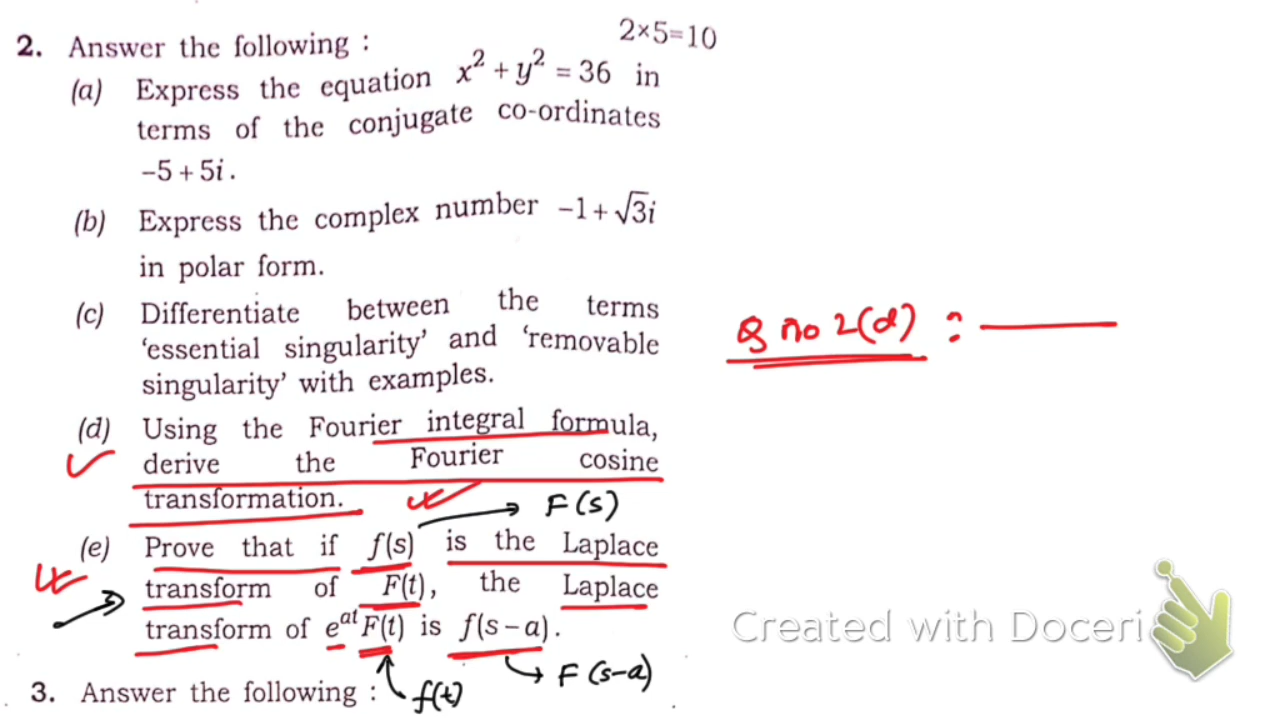 2×5=10
2. Answer the following :
(a) Express the equation x² + y² = 36 in
terms of the conjugate co-ordinates
–5 + 5i.
(b) Express the complex number –1 + √3i
in polar form.
(c) Differentiate between the terms
'essential singularity' and 'removable
singularity' with examples.
(d) Using the Fourier integral formula,
derive the Fourier cosine
transformation.
F(s)
(e) Prove that if f(s) is the Laplace
transform of F(t), the Laplace
transform of eᵃᵗ F(t) is f(s – a).
F(s-a)
3. Answer the following :
f(t)
Q no 2(d) :
Created with Doceri